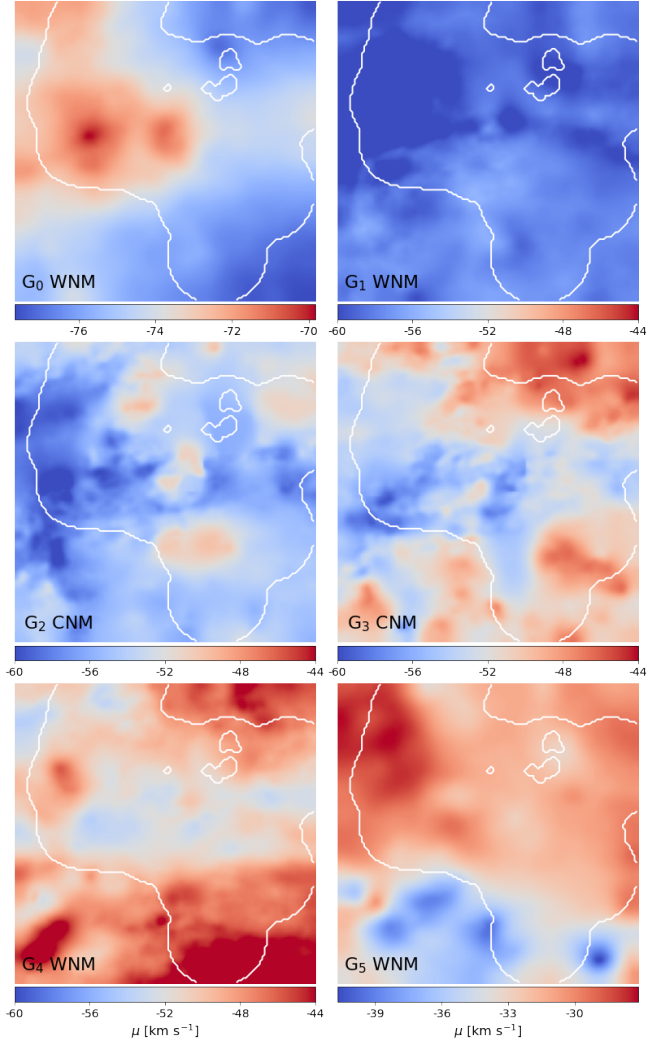 G₀ WNM
G₁ WNM
-76 -74 -72 -70
-60 -56 -52 -48 -44
G₂ CNM
G₃ CNM
-60 -56 -52 -48 -44
-60 -56 -52 -48 -44
G₄ WNM
G₅ WNM
-60 -56 -52 -48 -44
-39 -36 -33 -30
μ [km s⁻¹]
μ [km s⁻¹]